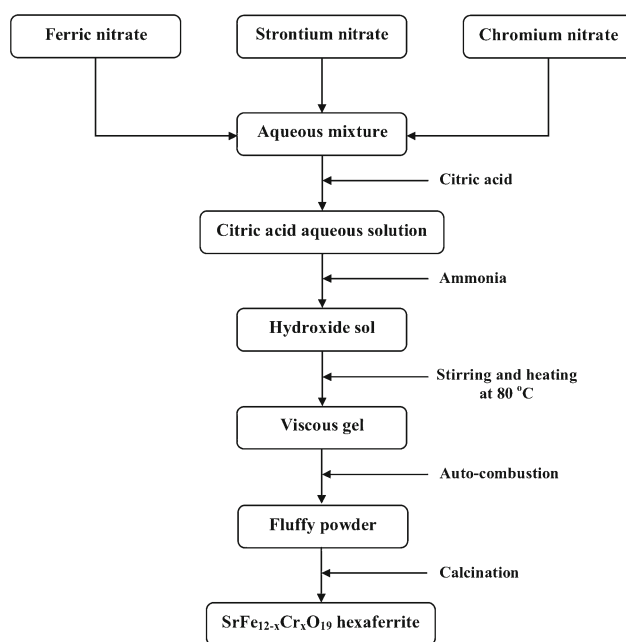 Ferric nitrate
Strontium nitrate
Chromium nitrate
Aqueous mixture
Citric acid
Citric acid aqueous solution
Ammonia
Hydroxide sol
Stirring and heating
at 80 °C
Viscous gel
Auto-combustion
Fluffy powder
Calcination
SrFe₁₂₋ₓCrₓO₁₉ hexaferrite